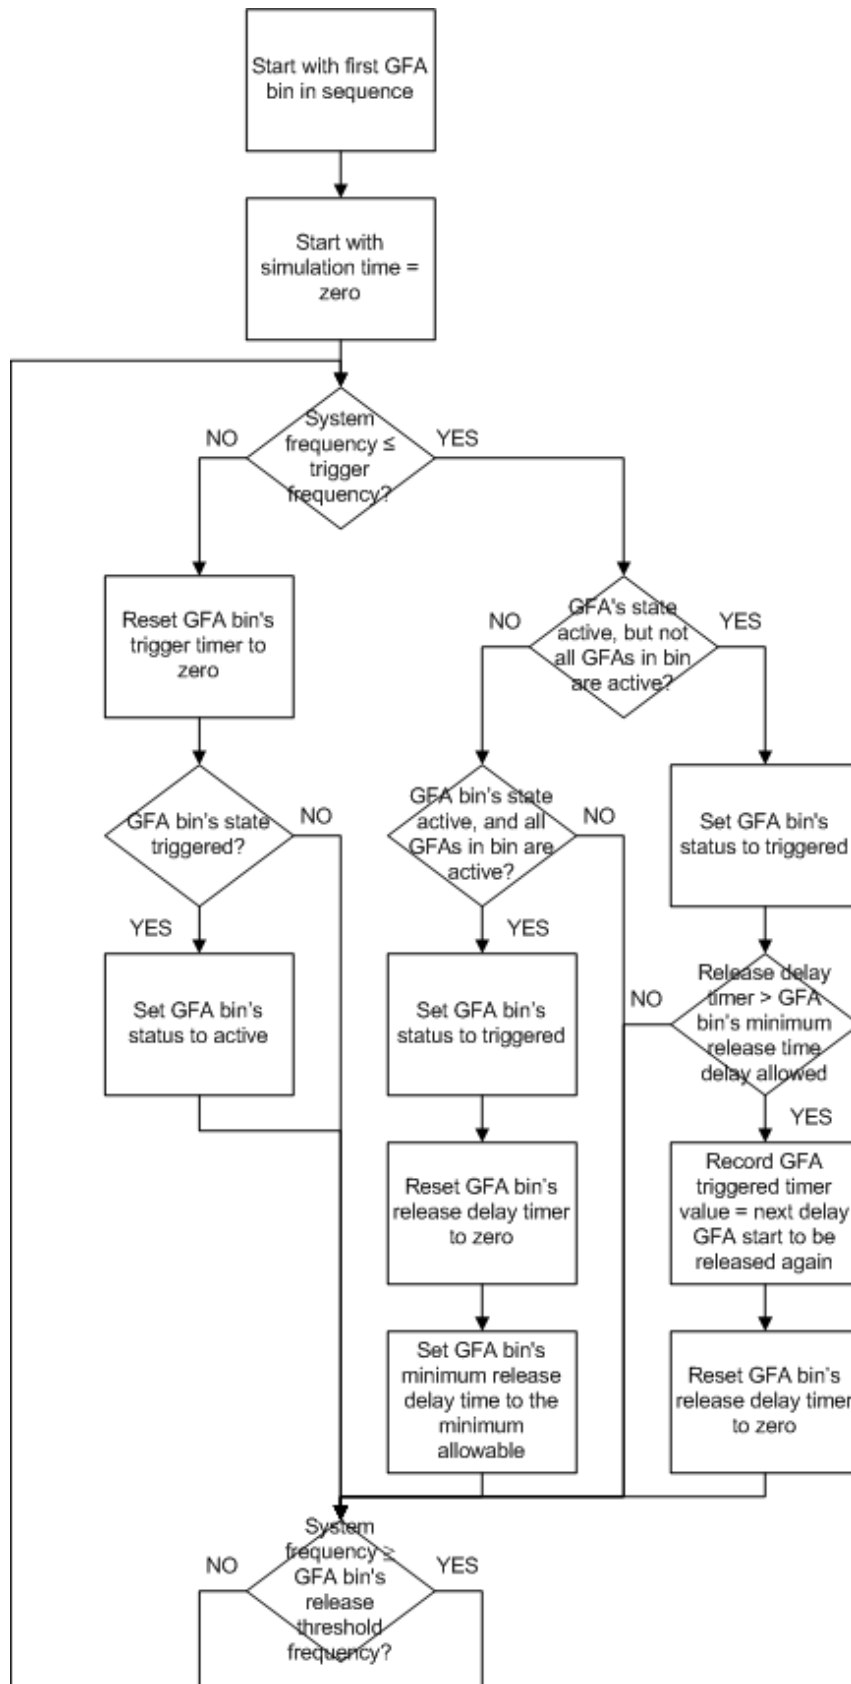 Start with first GFA
bin in sequence
Start with
simulation time =
zero
System
frequency ≤
trigger
frequency?
NO
YES
Reset GFA bin's
trigger timer to
zero
GFA's state
active, but not
all GFAs in bin
are active?
NO
YES
GFA bin's state
triggered?
NO
YES
GFA bin's state
active, and all
GFAs in bin are
active?
NO
YES
Set GFA bin's
status to triggered
Set GFA bin's
status to active
Set GFA bin's
status to triggered
Release delay
timer > GFA
bin's minimum
release time
delay allowed
NO
YES
Reset GFA bin's
release delay timer
to zero
Record GFA
triggered timer
value = next delay
GFA start to be
released again
Set GFA bin's
minimum release
delay time to the
minimum
allowable
Reset GFA bin's
release delay timer
to zero
System
frequency ≥
GFA bin's
release
threshold
frequency?
NO
YES